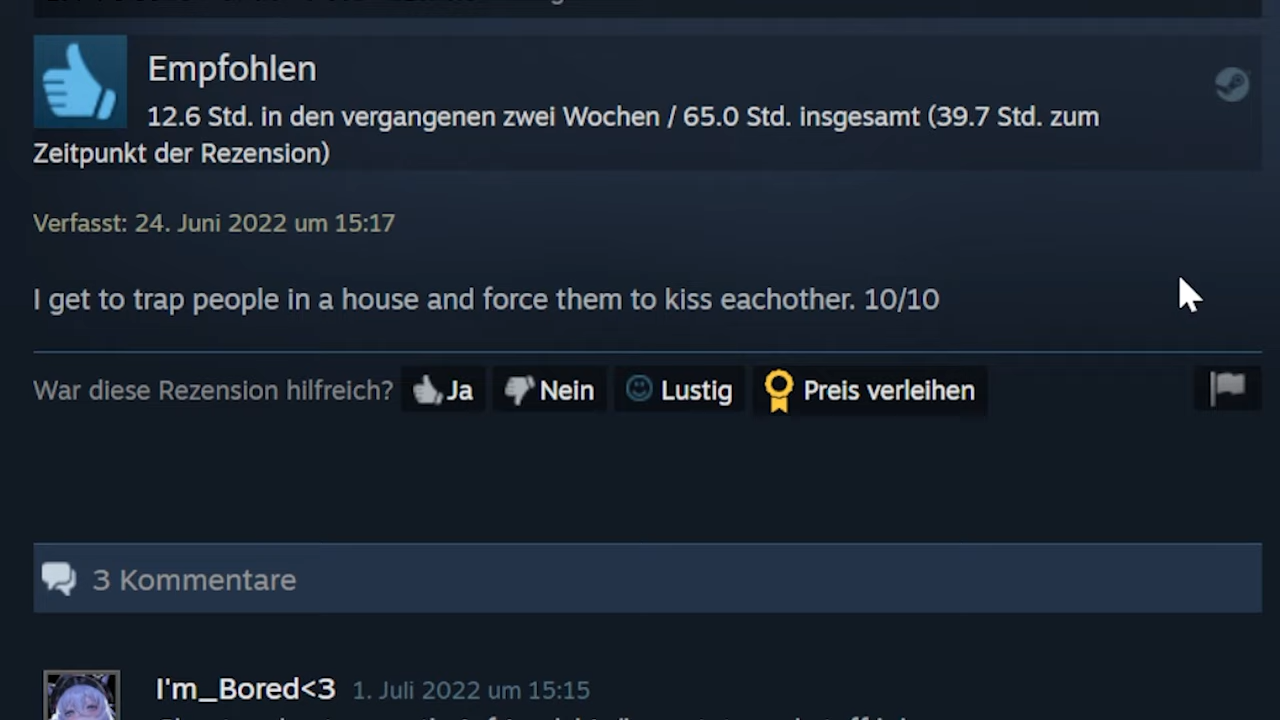 Empfohlen
12.6 Std. in den vergangenen zwei Wochen / 65.0 Std. insgesamt (39.7 Std. zum
Zeitpunkt der Rezension)
Verfasst: 24. Juni 2022 um 15:17
I get to trap people in a house and force them to kiss eachother. 10/10
War diese Rezension hilfreich? Ja Nein Lustig Preis verleihen
3 Kommentare
I'm_Bored<3 1. Juli 2022 um 15:15